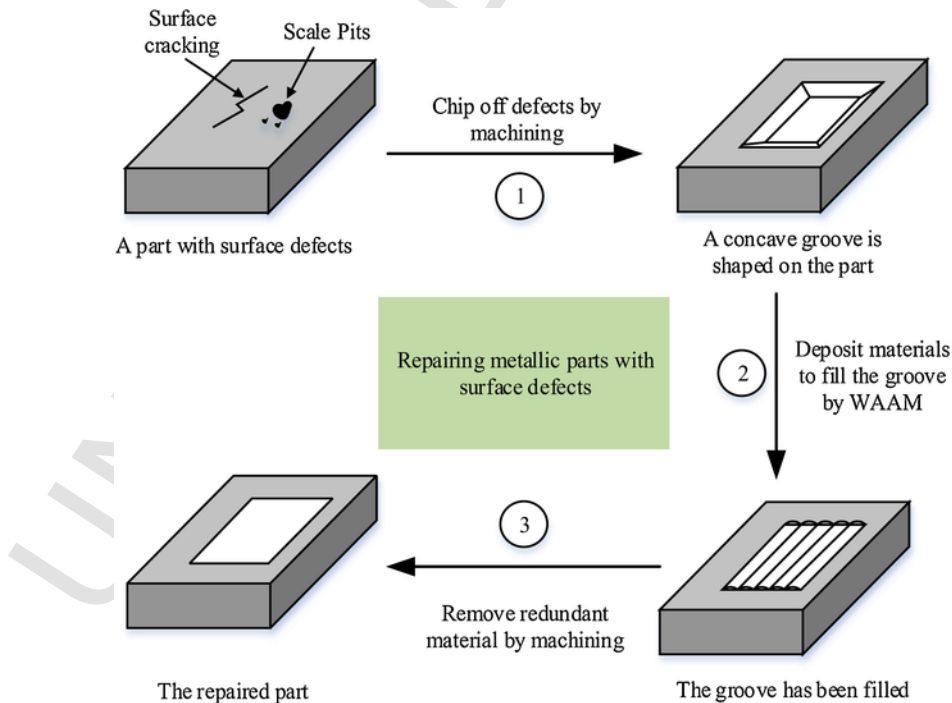 Surface
cracking
Scale Pits
Chip off defects by
machining
1
A part with surface defects
A concave groove is
shaped on the part
Repairing metallic parts with
surface defects
2
Deposit materials
to fill the groove
by WAAM
3
Remove redundant
material by machining
The repaired part
The groove has been filled